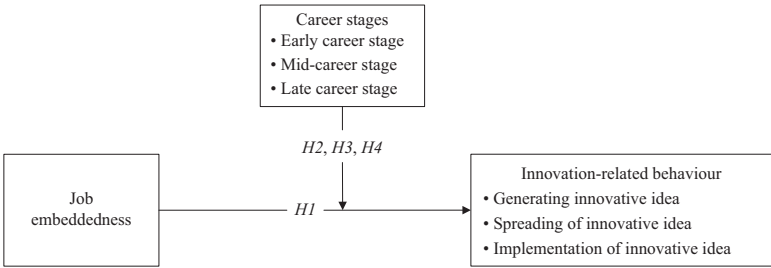 Career stages
• Early career stage
• Mid-career stage
• Late career stage
H2, H3, H4
Job
embeddedness
H1
Innovation-related behaviour
• Generating innovative idea
• Spreading of innovative idea
• Implementation of innovative idea